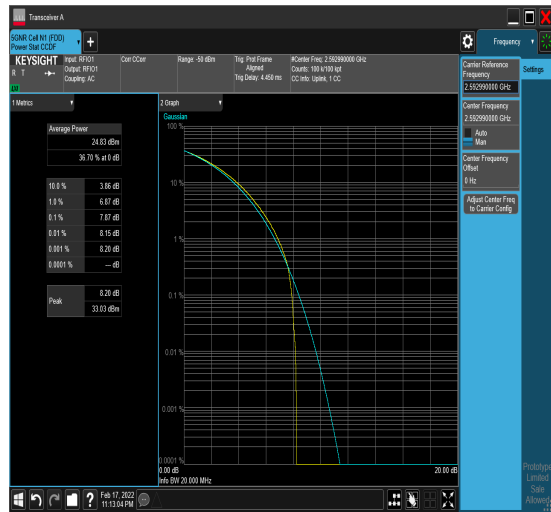 Transceiver A
5GNR Cell N1 (FDD)
Power Stat CCDF
Frequency
KEYSIGHT
R T
LXI
Input: RFIO1
Output: RFIO1
Coupling: AC
Corr CCorr
Range: -50 dBm
Trig: Prot Frame
Aligned
Trig Delay: 4.450 ms
#Center Freq: 2.592990000 GHz
Counts: 100 k/100 kpt
CC Info: Uplink, 1 CC
Carrier Reference
Frequency
2.592990000 GHz
Settings
Center Frequency
2.592990000 GHz
Auto
Man
Center Frequency
Offset
0 Hz
Adjust Center Freq
to Carrier Config
1 Metrics
Average Power
24.83 dBm
36.70 % at 0 dB
10.0 % 3.86 dB
1.0 % 6.87 dB
0.1 % 7.87 dB
0.01 % 8.15 dB
0.001 % 8.20 dB
0.0001 % --- dB
Peak
8.20 dB
33.03 dBm
2 Graph
Gaussian
100 %
10 %
1 %
0.1 %
0.01 %
0.001 %
0.0001 %
0.00 dB
20.00 dB
Info BW 20.000 MHz
Feb 17, 2022
11:13:04 PM
Prototype
Limited
Sale
Allowed